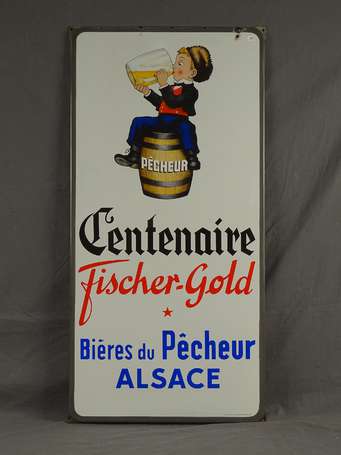 PÊCHEUR
Centenaire
Fischer-Gold
Bières du Pêcheur
ALSACE